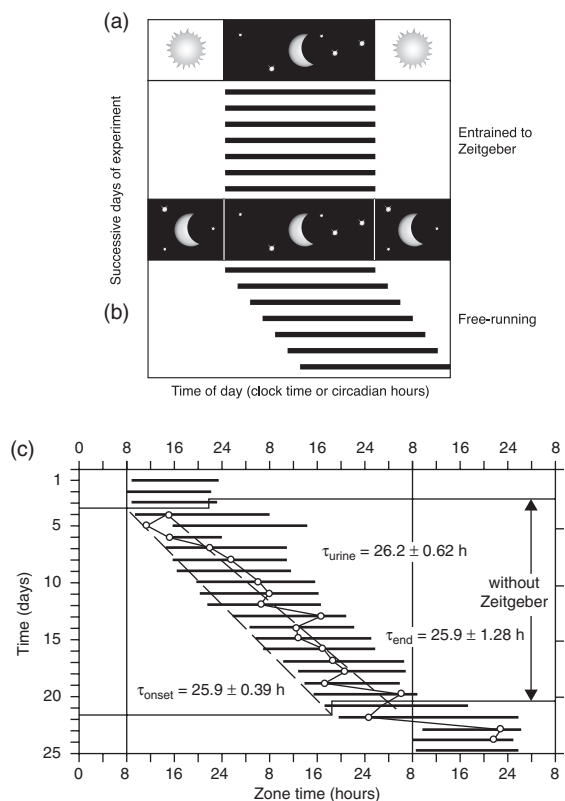 (a)
Successive days of experiment
Entrained to
Zeitgeber
(b)
Free-running
Time of day (clock time or circadian hours)
(c)
0 8 16 24 8 16 24 8 16 24 8
Time (days)
1
5
10
15
20
25
τurine = 26.2 ± 0.62 h
without
Zeitgeber
τend = 25.9 ± 1.28 h
τonset = 25.9 ± 0.39 h
0 8 16 24 8 16 24 8 16 24 8
Zone time (hours)